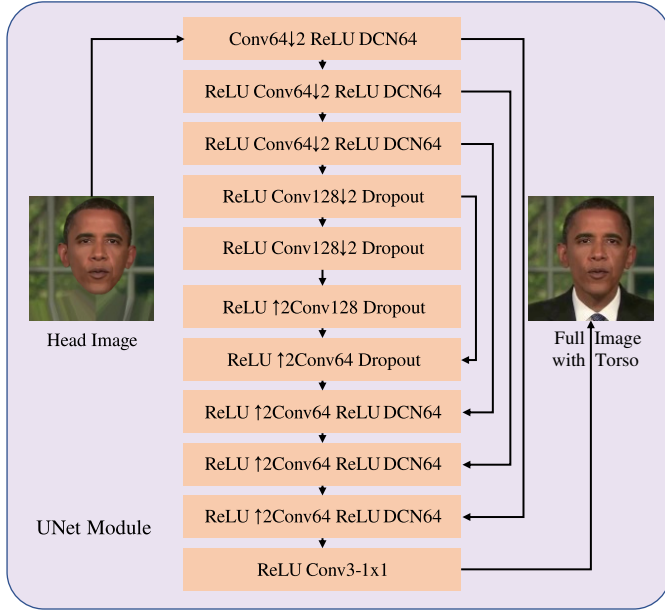 Conv64↓2 ReLU DCN64
ReLU Conv64↓2 ReLU DCN64
ReLU Conv64↓2 ReLU DCN64
ReLU Conv128↓2 Dropout
ReLU Conv128↓2 Dropout
ReLU ↑2Conv128 Dropout
ReLU ↑2Conv64 Dropout
ReLU ↑2Conv64 ReLU DCN64
ReLU ↑2Conv64 ReLU DCN64
ReLU ↑2Conv64 ReLU DCN64
ReLU Conv3-1x1
Head Image
Full Image
with Torso
UNet Module